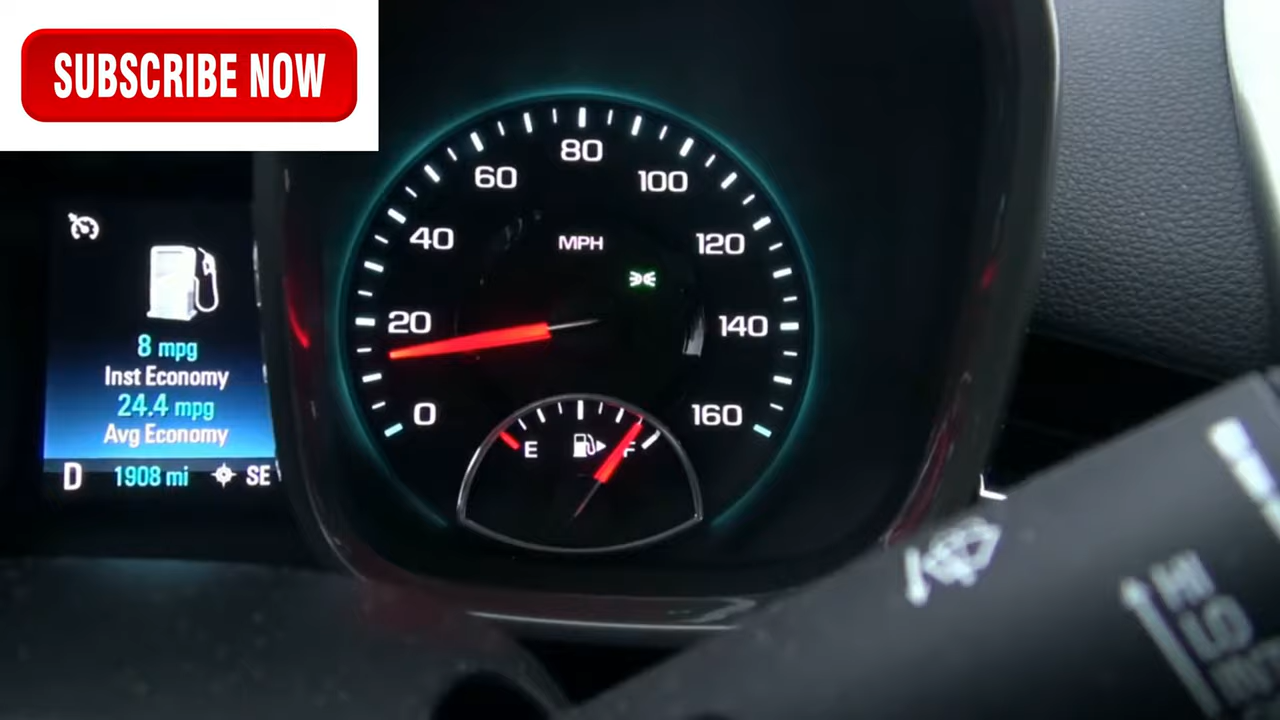 SUBSCRIBE NOW
80
60
100
40
MPH
120
20
140
0
160
E
F
8 mpg
Inst Economy
24.4 mpg
Avg Economy
D 1908 mi SE